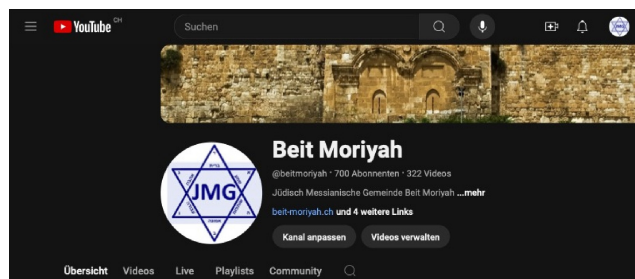 YouTube CH
Suchen
Beit Moriyah
@beitmoriyah · 700 Abonnenten · 322 Videos
Jüdisch Messianische Gemeinde Beit Moriyah ...mehr
beit-moriyah.ch und 4 weitere Links
JMG
Kanal anpassen
Videos verwalten
Übersicht
Videos
Live
Playlists
Community